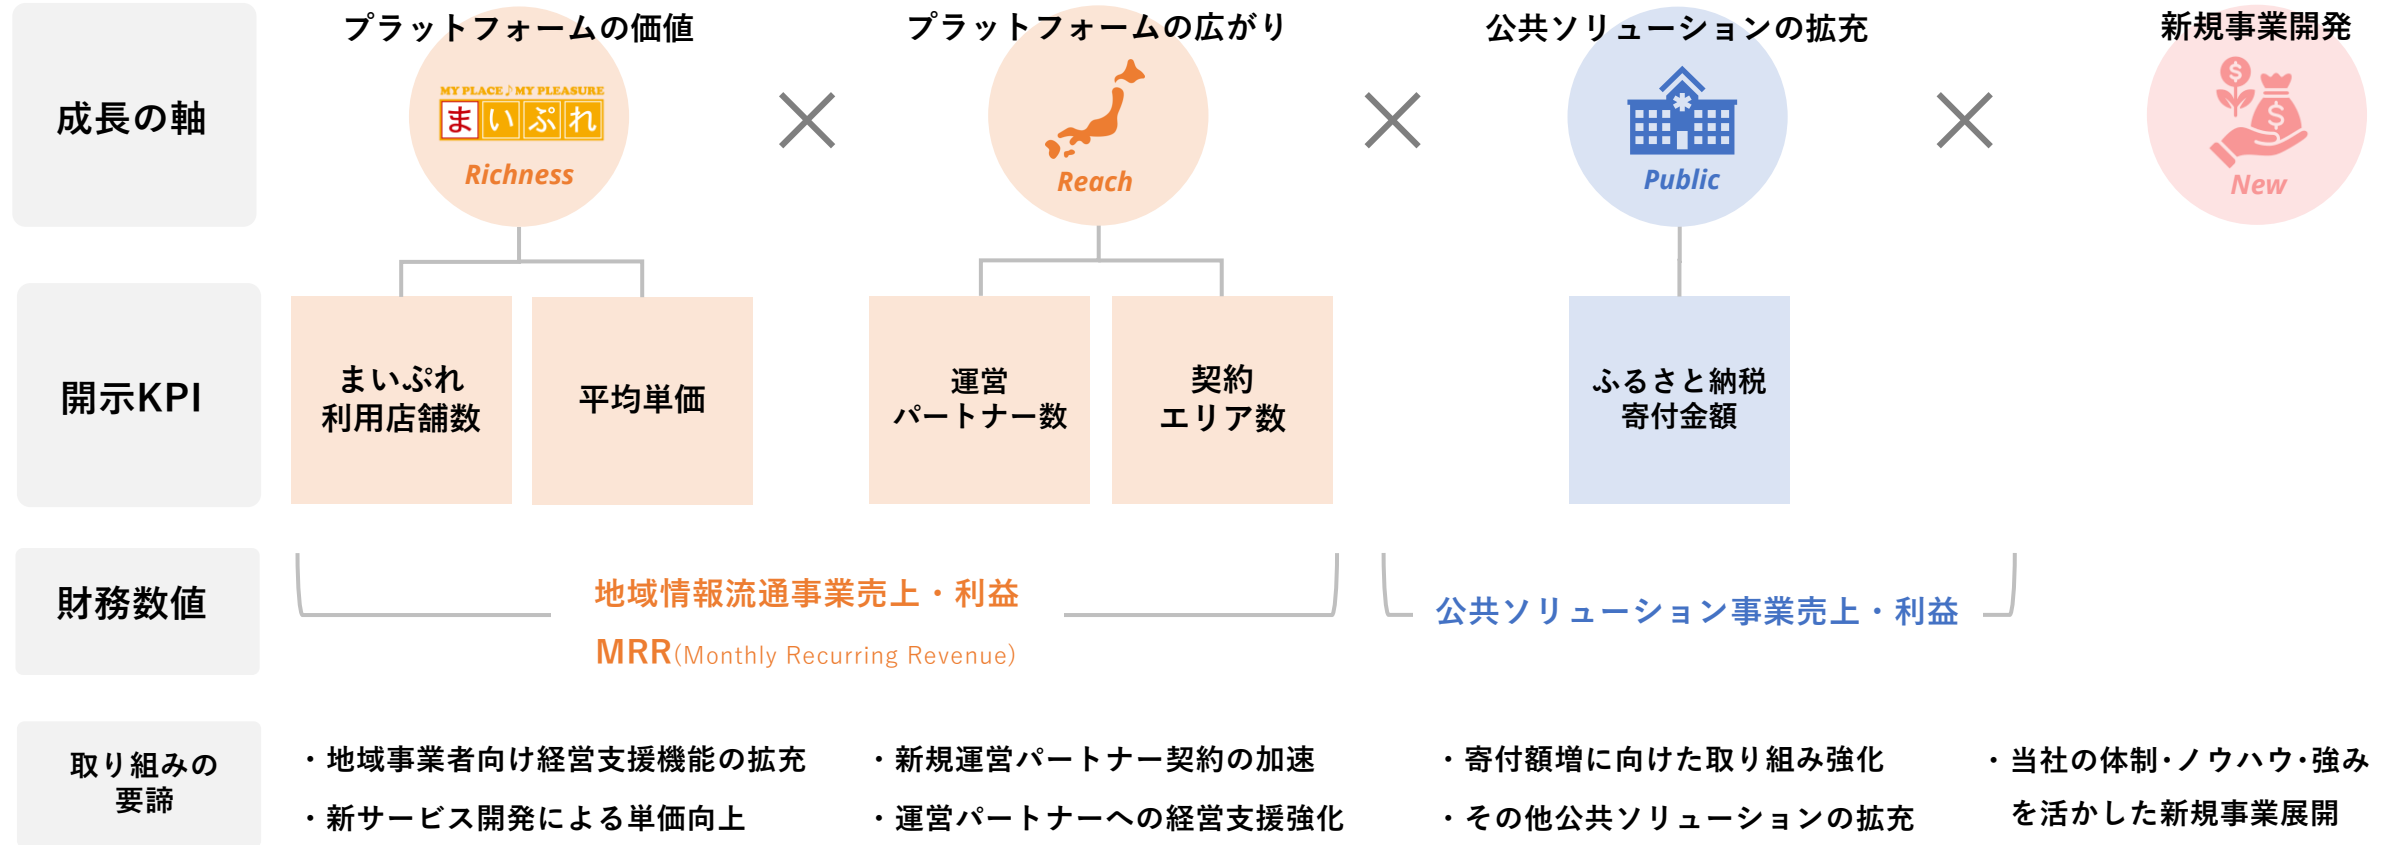 プラットフォームの価値
プラットフォームの広がり
公共ソリューションの拡充
新規事業開発
成長の軸
MY PLACE♪MY PLEASURE
まいぷれ
Richness
Reach
Public
New
開示KPI
まいぷれ
利用店舗数
平均単価
運営
パートナー数
契約
エリア数
ふるさと納税
寄付金額
財務数値
地域情報流通事業売上・利益
MRR(Monthly Recurring Revenue)
公共ソリューション事業売上・利益
取り組みの
要諦
・地域事業者向け経営支援機能の拡充
・新サービス開発による単価向上
・新規運営パートナー契約の加速
・運営パートナーへの経営支援強化
・寄付額増に向けた取り組み強化
・その他公共ソリューションの拡充
・当社の体制・ノウハウ・強み
を活かした新規事業展開